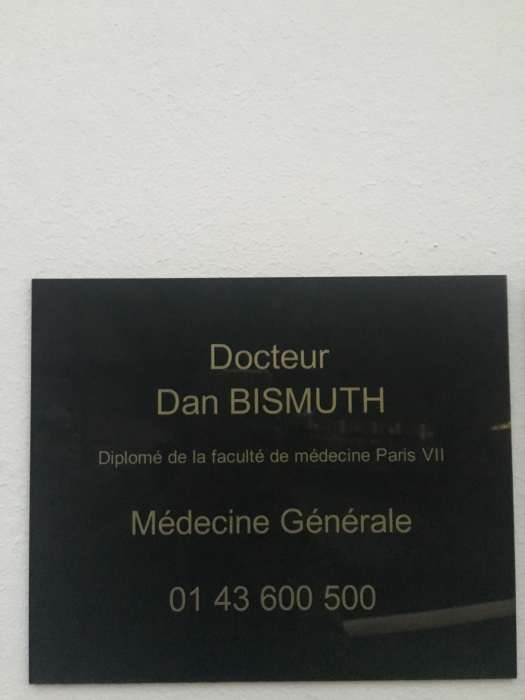 Docteur
Dan BISMUTH
Diplomé de la faculté de médecine Paris VII
Médecine Générale
01 43 600 500